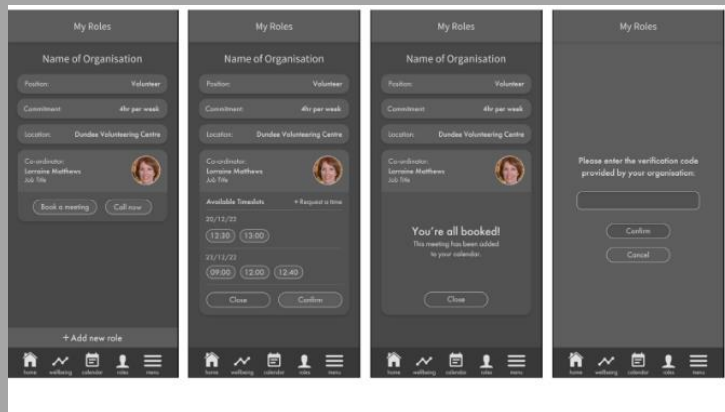 My Roles
Name of Organisation
Position: Volunteer
Commitment 4hr per week
Location: Dundee Volunteering Centre
Co-ordinator:
Lorraine Matthews
Job Title
Book a meeting Call now
+ Add new role
home wellbeing calendar roles menu
My Roles
Name of Organisation
Position: Volunteer
Commitment 4hr per week
Location: Dundee Volunteering Centre
Co-ordinator:
Lorraine Matthews
Job Title
Available Timeslots + Request a time
20/12/22
12:30 13:00
23/12/22
09:00 12:00 12:40
Close Confirm
home wellbeing calendar roles menu
My Roles
Name of Organisation
Position: Volunteer
Commitment 4hr per week
Location: Dundee Volunteering Centre
Co-ordinator:
Lorraine Matthews
Job Title
You're all booked!
This meeting has been added
to your calendar.
Close
home wellbeing calendar roles menu
My Roles
Please enter the verification code
provided by your organisation:
Confirm
Cancel
home wellbeing calendar roles menu